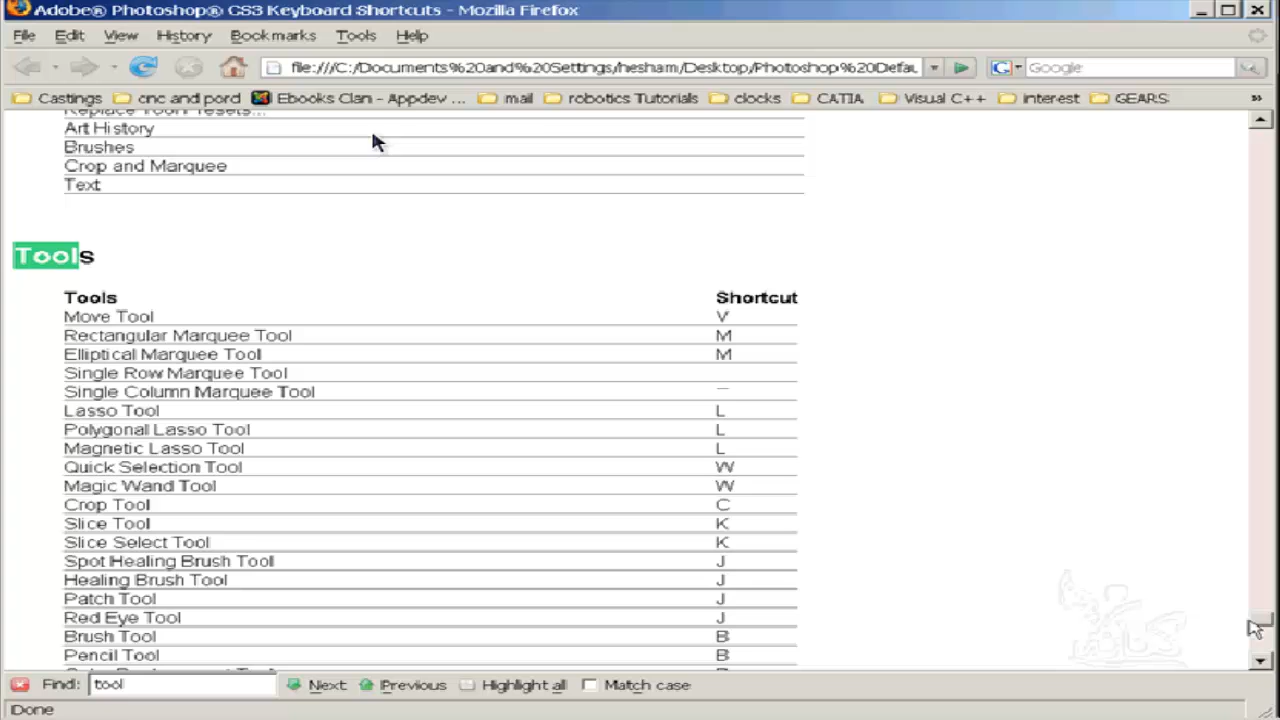 Adobe® Photoshop® CS3 Keyboard Shortcuts - Mozilla Firefox
File Edit View History Bookmarks Tools Help
file:///C:/Documents%20and%20Settings/hesham/Desktop/Photoshop%20Defau Google
Castings cnc and pord Ebooks Clan - Appdev ... mail robotics Tutorials clocks CATIA Visual C++ interest GEARS »
Art History
Brushes
Crop and Marquee
Text
Tools
Tools Shortcut
Move Tool V
Rectangular Marquee Tool M
Elliptical Marquee Tool M
Single Row Marquee Tool
Single Column Marquee Tool
Lasso Tool L
Polygonal Lasso Tool L
Magnetic Lasso Tool L
Quick Selection Tool W
Magic Wand Tool W
Crop Tool C
Slice Tool K
Slice Select Tool K
Spot Healing Brush Tool J
Healing Brush Tool J
Patch Tool J
Red Eye Tool J
Brush Tool B
Pencil Tool B
Find: tool Next Previous Highlight all Match case
Done